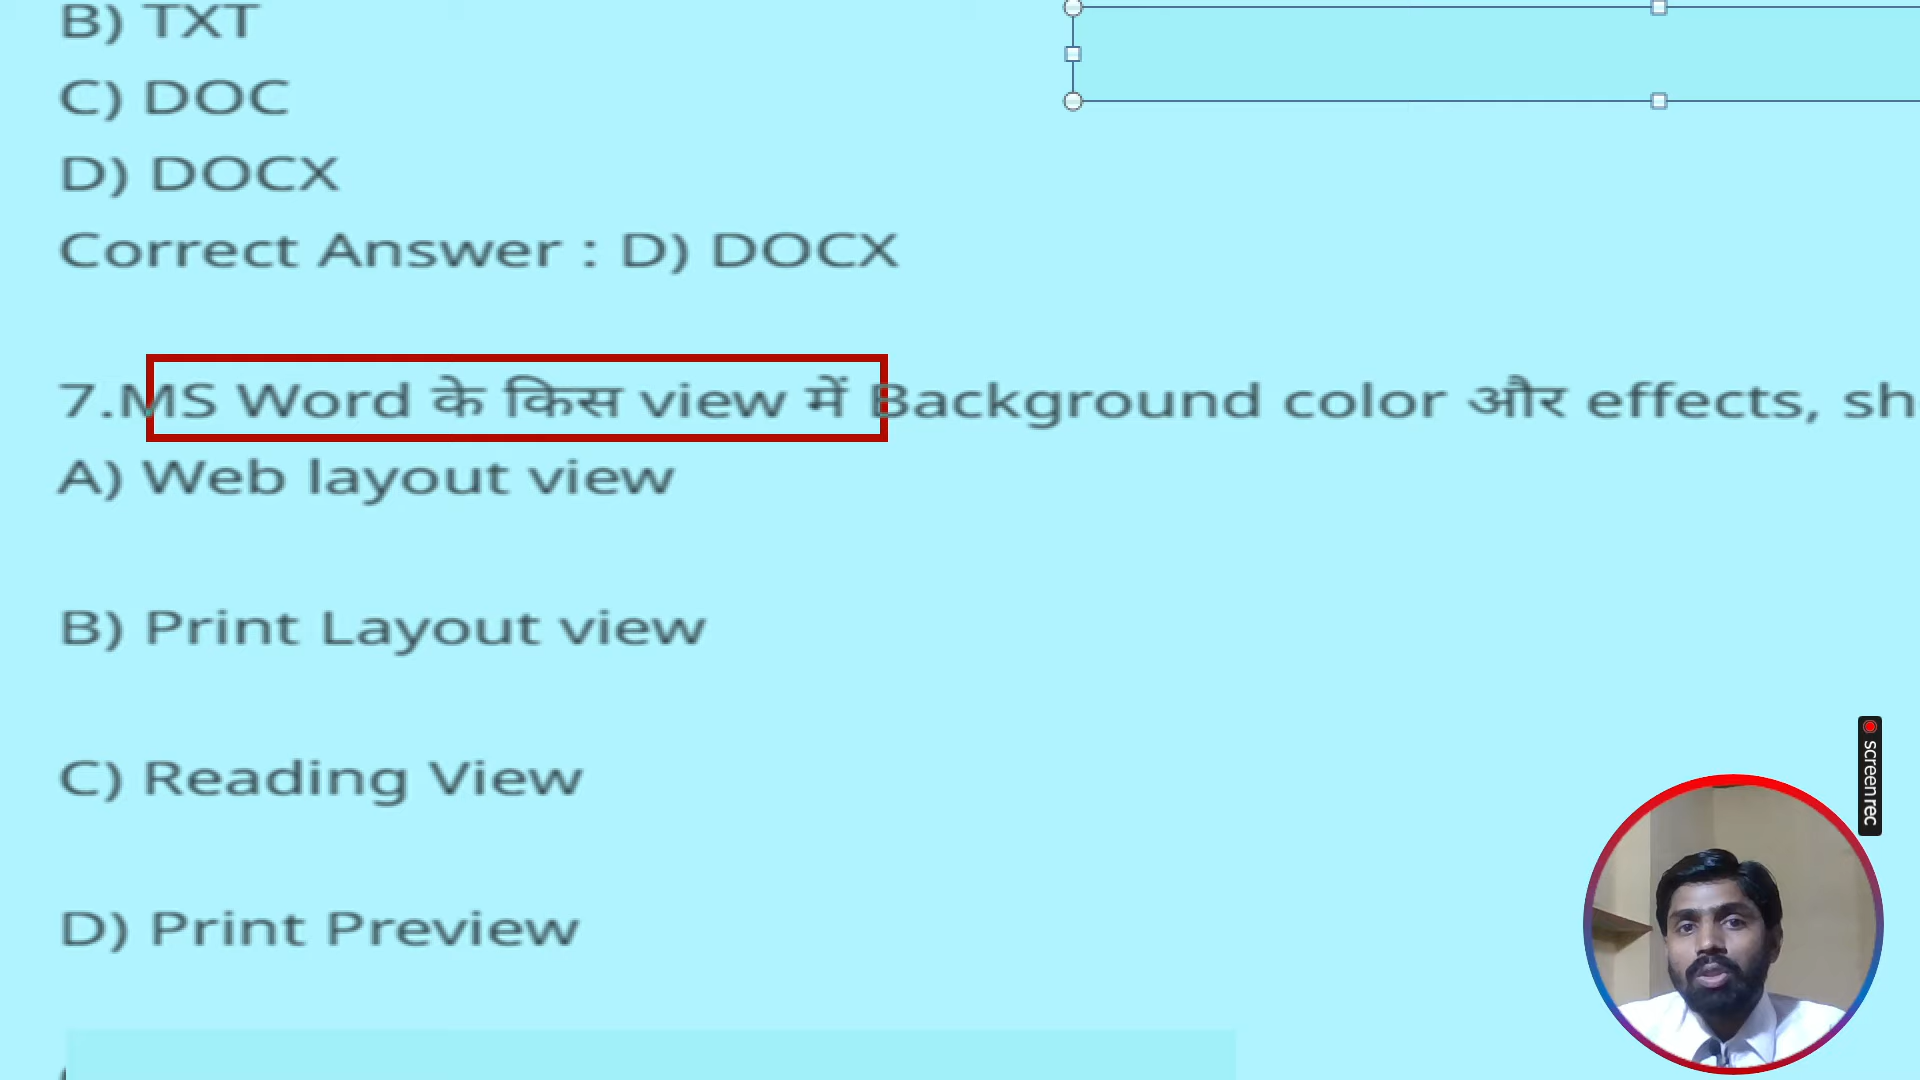 B) TXT
C) DOC
D) DOCX
Correct Answer : D) DOCX
7.MS Word के किस view में Background color और effects, sh
A) Web layout view
B) Print Layout view
C) Reading View
D) Print Preview
screenrec